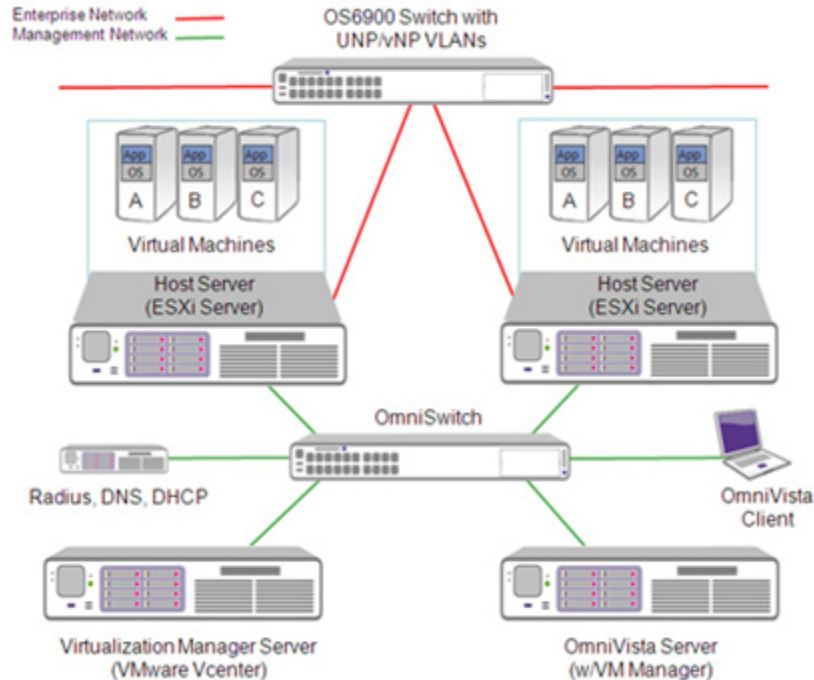 Enterprise Network
Management Network
OS6900 Switch with
UNP/vNP VLANs
App
OS
A
App
OS
B
App
OS
C
Virtual Machines
Host Server
(ESXi Server)
App
OS
A
App
OS
B
App
OS
C
Virtual Machines
Host Server
(ESXi Server)
OmniSwitch
Radius, DNS, DHCP
OmniVista
Client
Virtualization Manager Server
(VMware Vcenter)
OmniVista Server
(w/VM Manager)